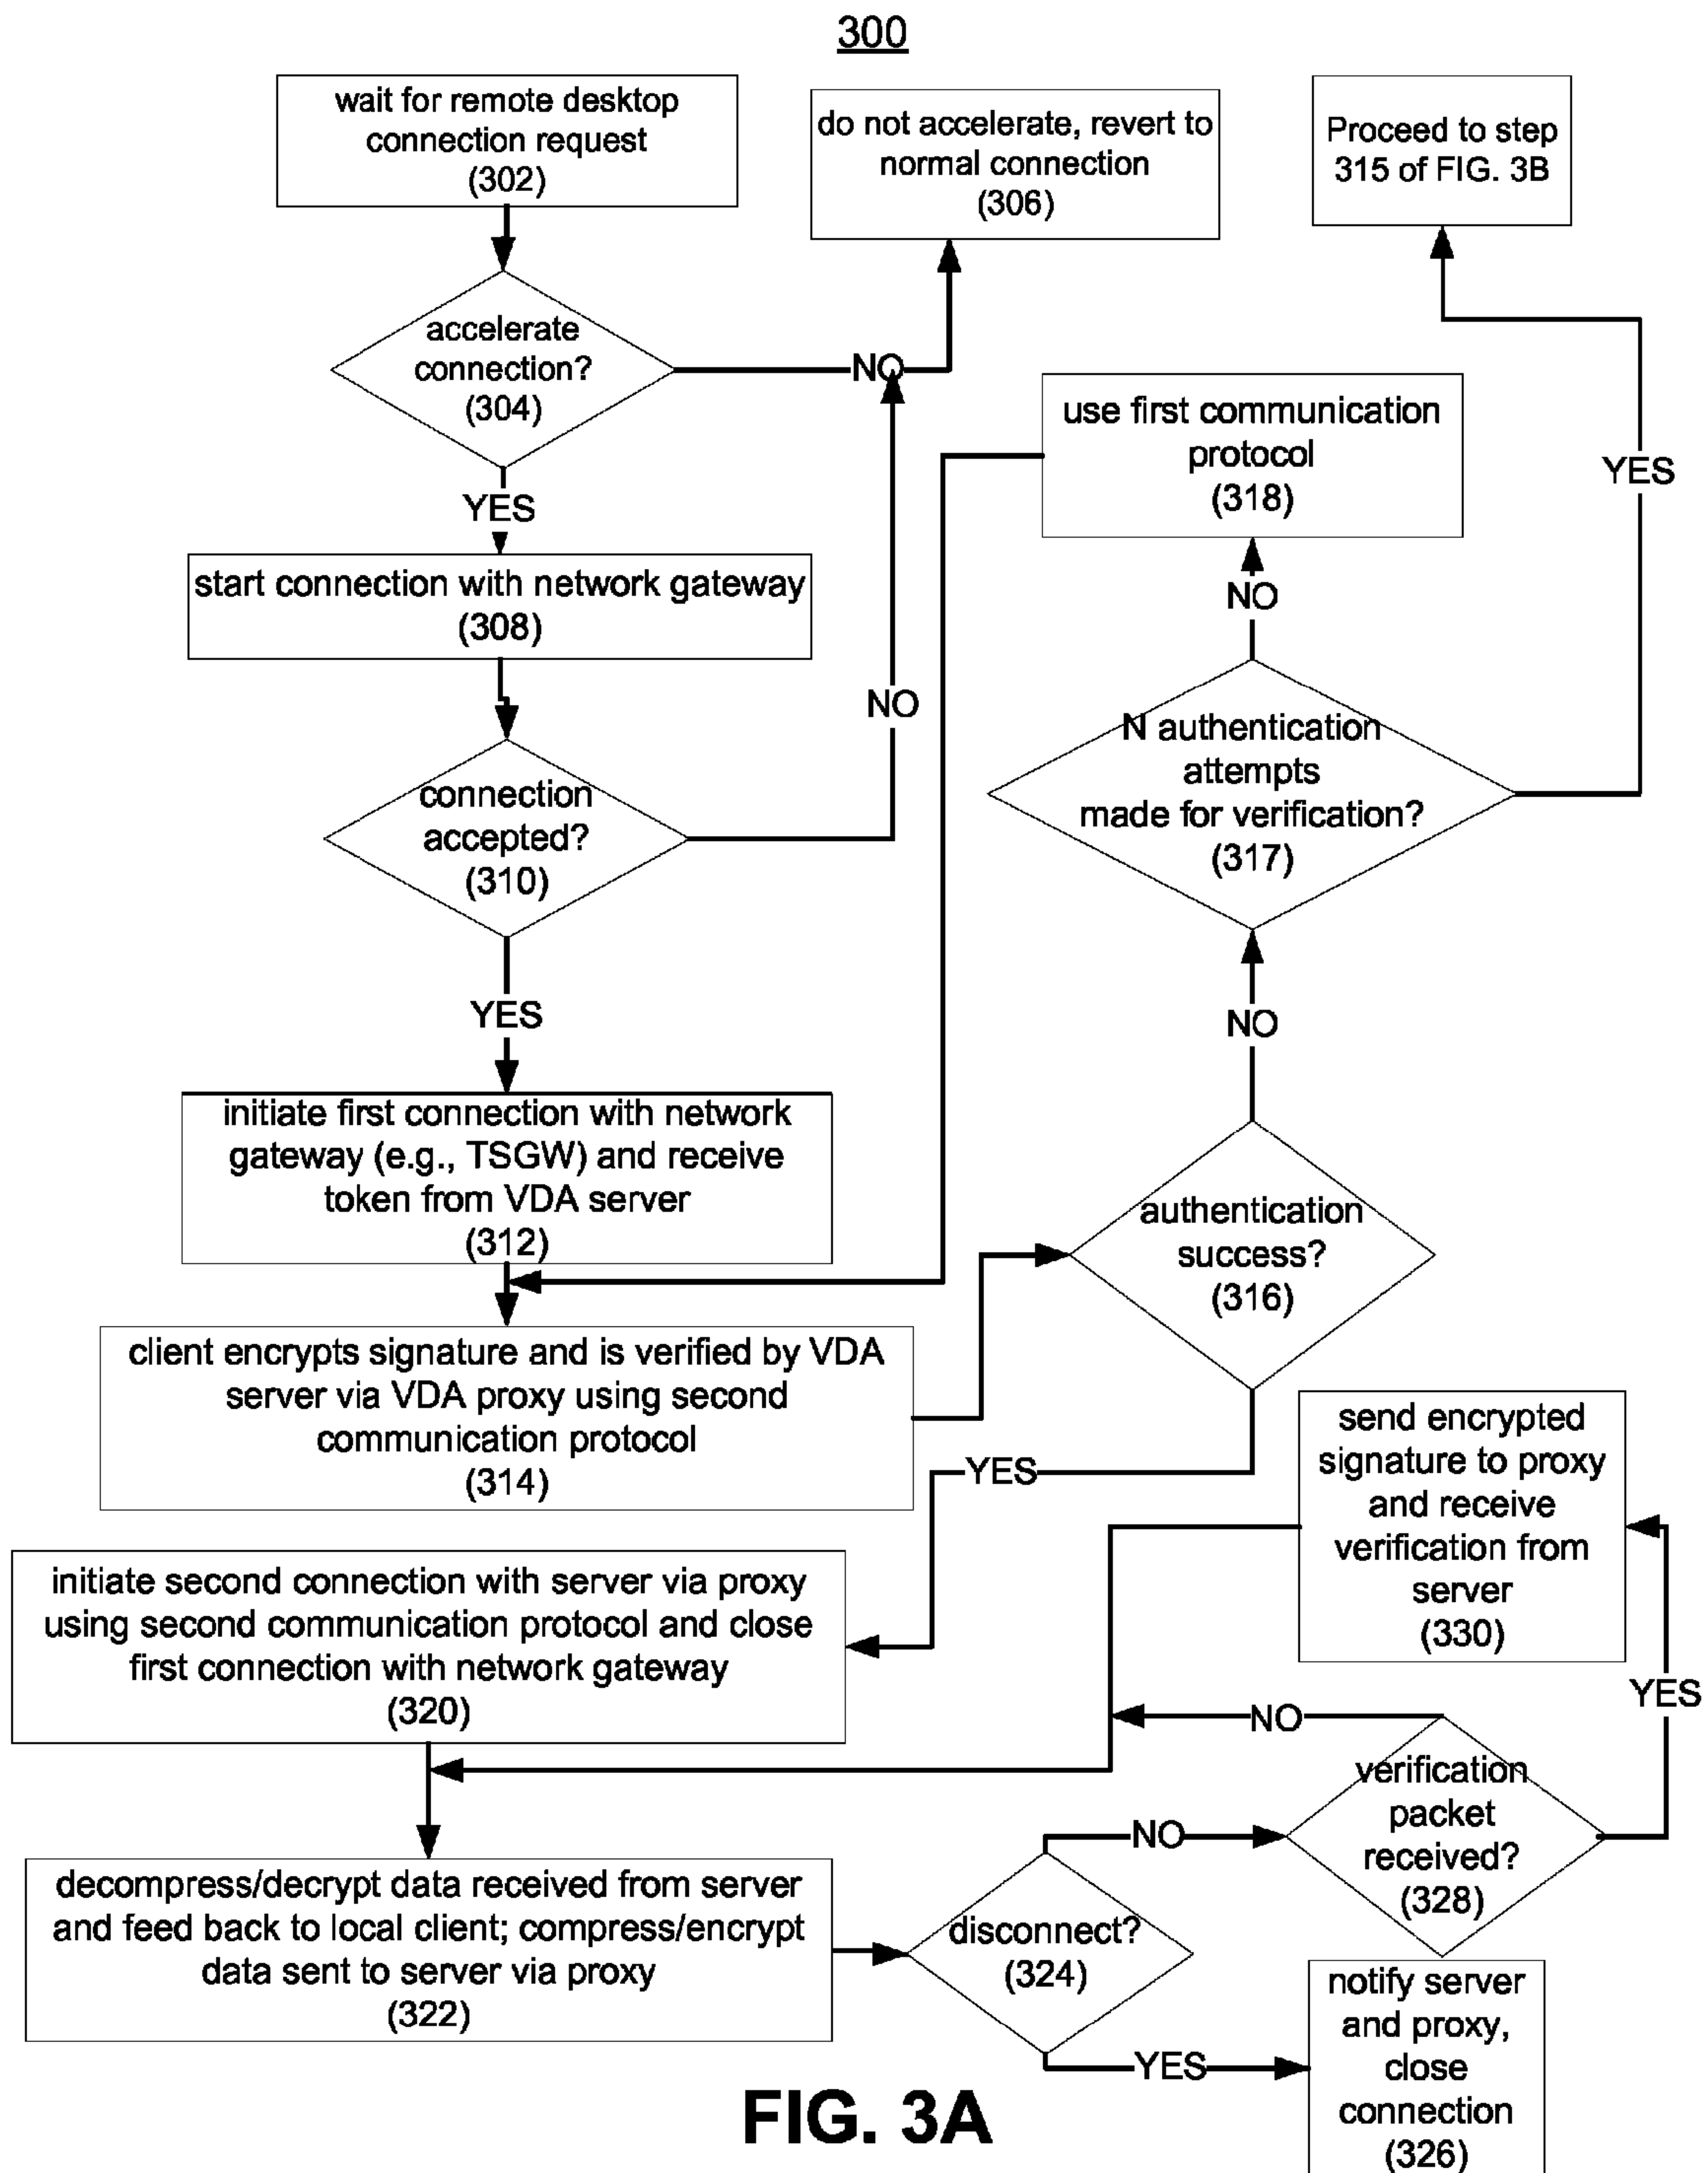 300
wait for remote desktop
connection request
(302)
do not accelerate, revert to
normal connection
(306)
Proceed to step
315 of FIG. 3B
accelerate
connection?
(304)
NO
YES
start connection with network gateway
(308)
use first communication
protocol
(318)
YES
NO
NO
connection
accepted?
(310)
N authentication
attempts
made for verification?
(317)
YES
NO
initiate first connection with network
gateway (e.g., TSGW) and receive
token from VDA server
(312)
authentication
success?
(316)
client encrypts signature and is verified by VDA
server via VDA proxy using second
communication protocol
(314)
YES
send encrypted
signature to proxy
and receive
verification from
server
(330)
initiate second connection with server via proxy
using second communication protocol and close
first connection with network gateway
(320)
YES
NO
verification
packet
received?
(328)
NO
decompress/decrypt data received from server
and feed back to local client; compress/encrypt
data sent to server via proxy
(322)
disconnect?
(324)
YES
notify server
and proxy,
close
connection
(326)
FIG. 3A